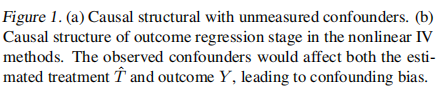 Figure 1. (a) Causal structural with unmeasured confounders. (b)
Causal structure of outcome regression stage in the nonlinear IV
methods. The observed confounders would affect both the esti-
mated treatment T̂ and outcome Y, leading to confounding bias.